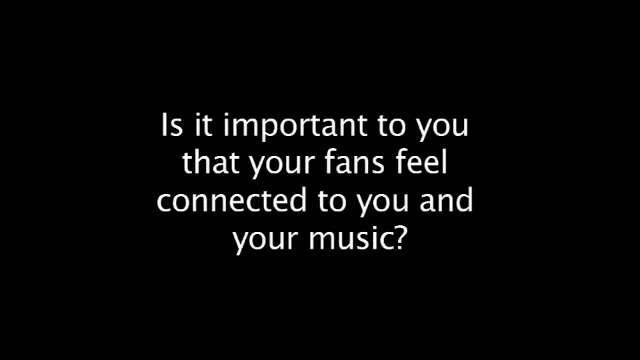 Is it important to you
that your fans feel
connected to you and
your music?